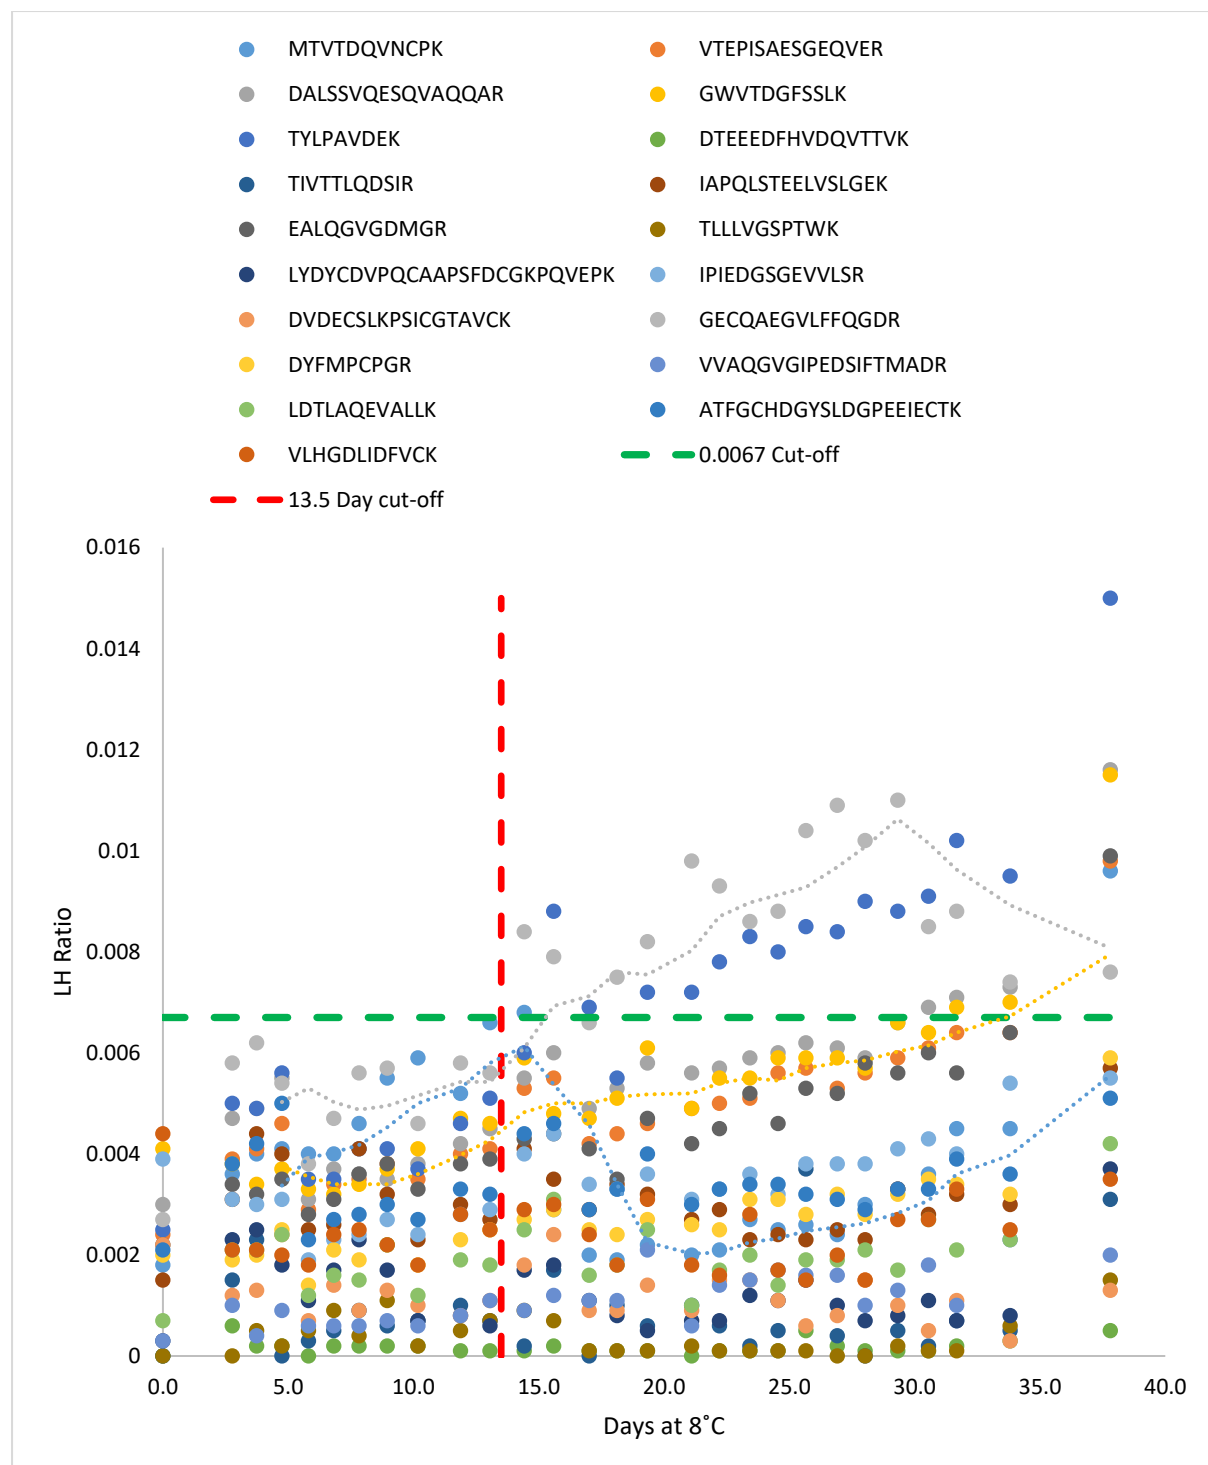 MTVTDQVNCPK VTEPISAESGEQVER
DALSSVQESQVAQQAR GWVTDGFSSLK
TYLPAVDEK DTEEEDFHVDQVTTVK
TIVTTLQDSIR IAPQLSTEELVSLGEK
EALQGVGDMGR TLLLVGSPTWK
LYDYCDVPQCAAPSFDCGKPQVEPK IPIEDGSGEVVLSR
DVDECSLKPSICGTAVCK GECQAEGVLFFQGDR
DYFMPCPGR VVAQGVGIPEDSIFTMADR
LDTLAQEVALLK ATFGCHDGYSLDGPEEIECTK
VLHGDLIDFVCK 0.0067 Cut-off
13.5 Day cut-off
0.016
0.014
0.012
0.01
0.008
0.006
0.004
0.002
0
LH Ratio
0.0 5.0 10.0 15.0 20.0 25.0 30.0 35.0 40.0
Days at 8˚C